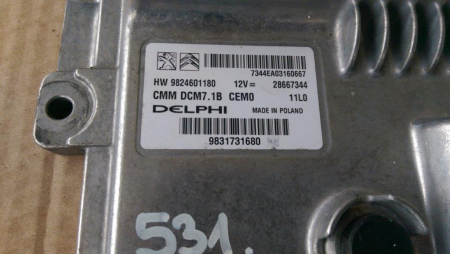 7344EA03160667
HW 9824601180 12V= 28667344
CMM DCM7.1B CEM0 11L0
DELPHI MADE IN POLAND
9831731680
531.